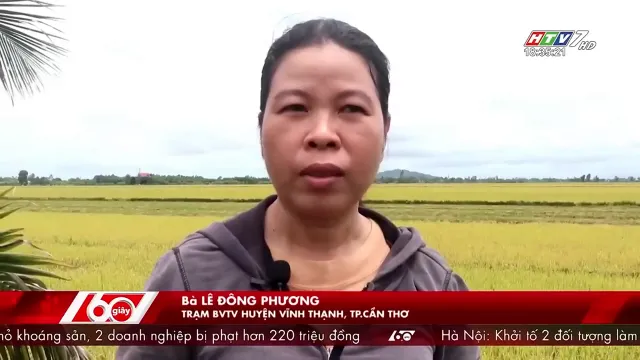 HTV7 HD
18:35:21
Bà LÊ ĐÔNG PHƯƠNG
TRẠM BVTV HUYỆN VĨNH THẠNH, TP.CẦN THƠ
60 giây
khoáng sản, 2 doanh nghiệp bị phạt hơn 220 triệu đồng 60 Hà Nội: Khởi tố 2 đối tượng làm